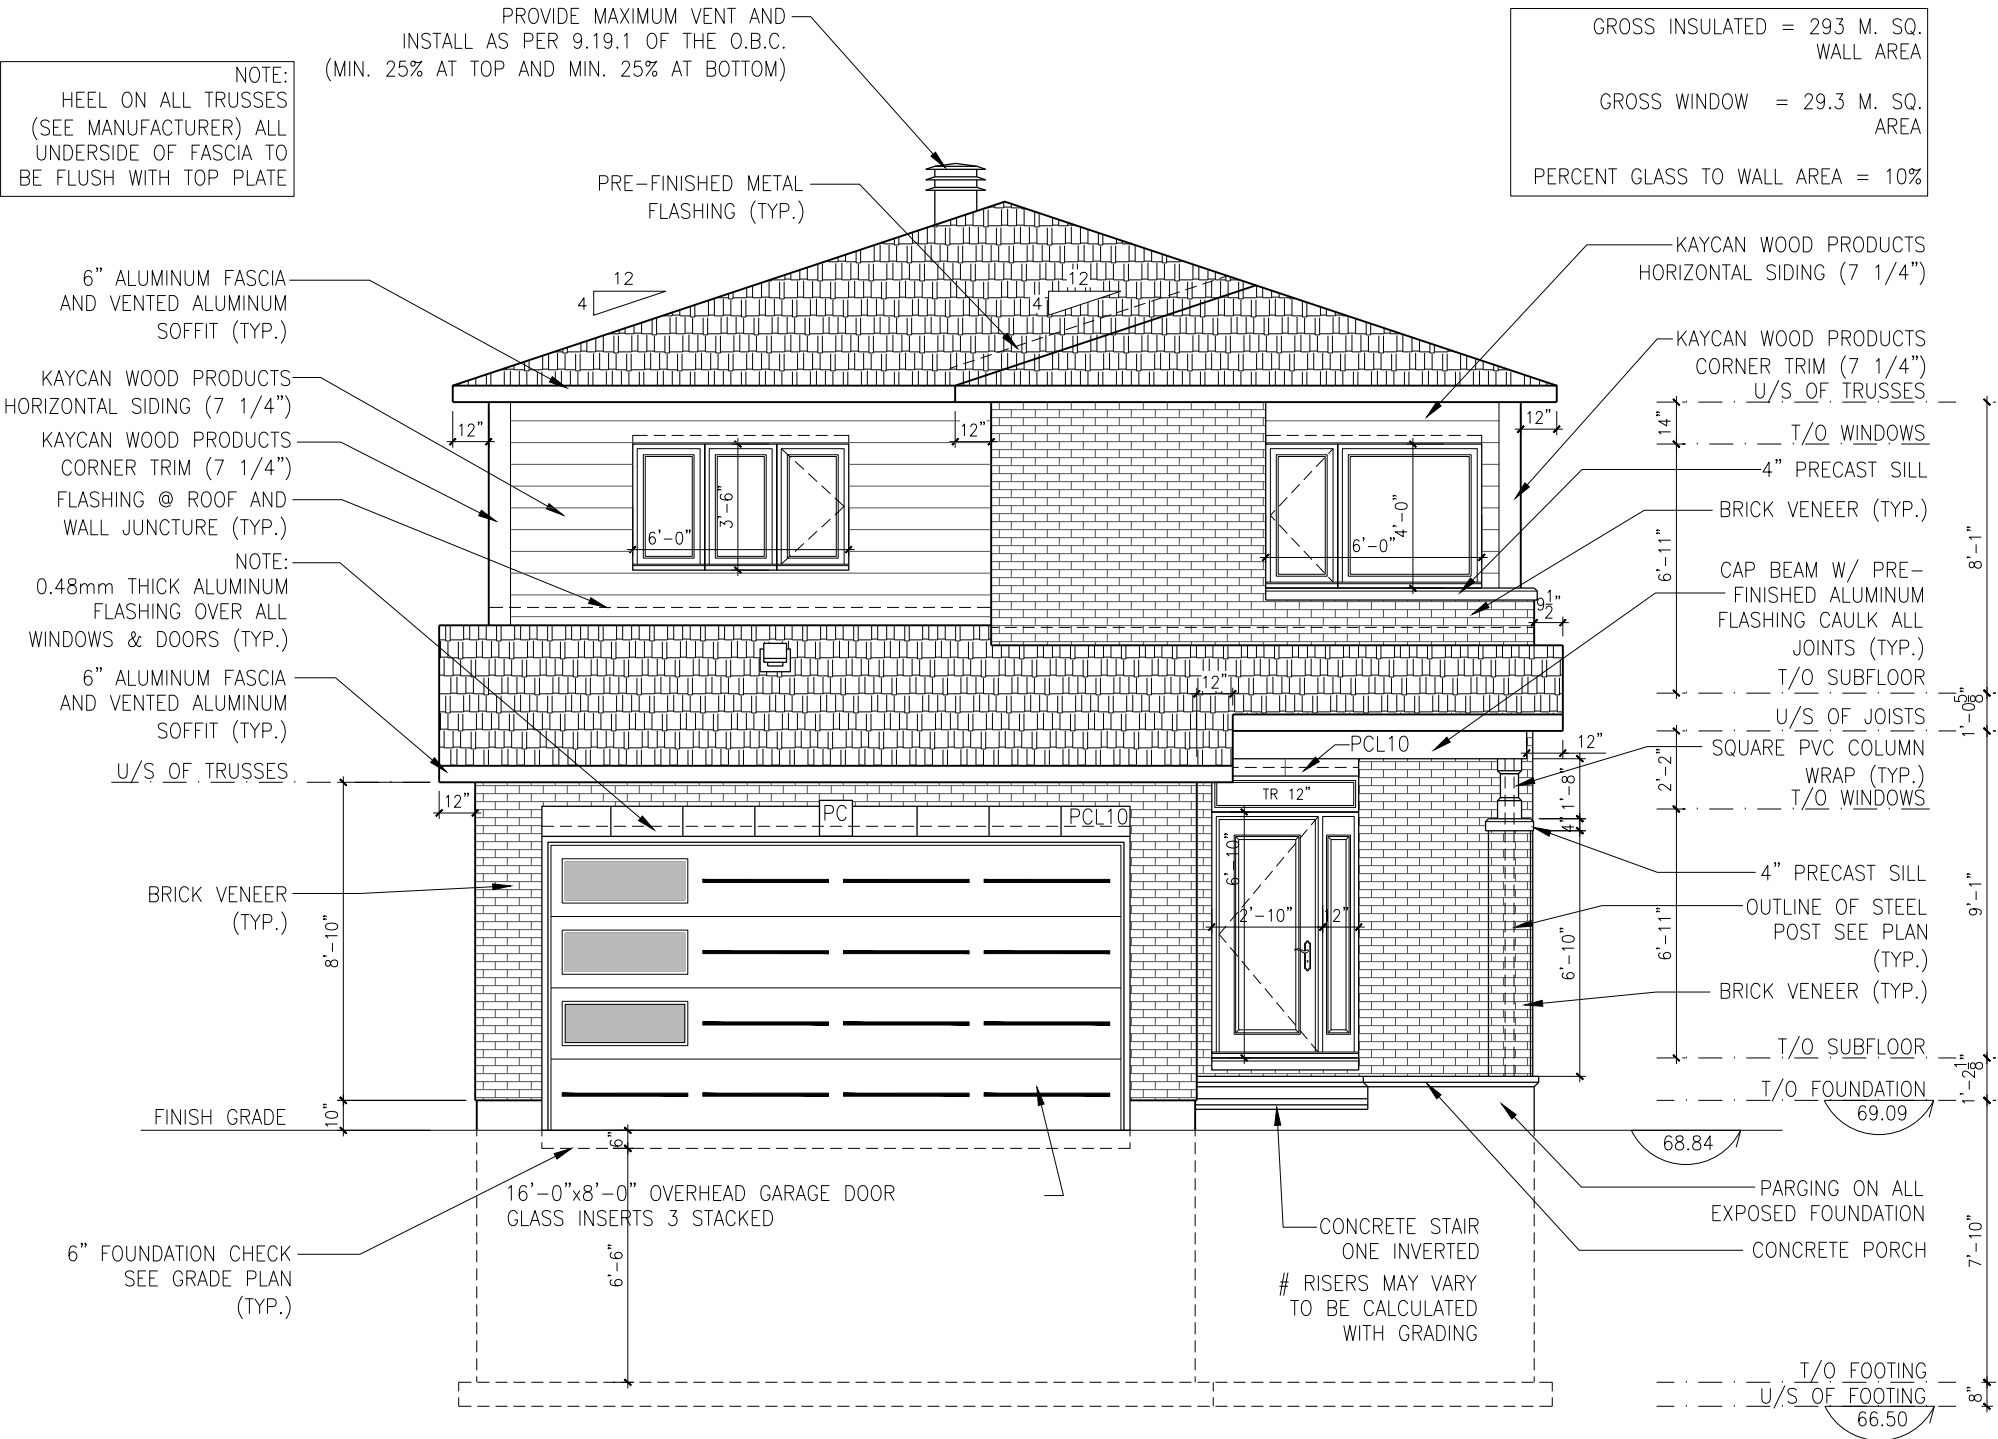 PROVIDE MAXIMUM VENT AND
INSTALL AS PER 9.19.1 OF THE O.B.C.
(MIN. 25% AT TOP AND MIN. 25% AT BOTTOM)
NOTE:
HEEL ON ALL TRUSSES
(SEE MANUFACTURER) ALL
UNDERSIDE OF FASCIA TO
BE FLUSH WITH TOP PLATE
GROSS INSULATED = 293 M. SQ.
WALL AREA
GROSS WINDOW = 29.3 M. SQ.
AREA
PERCENT GLASS TO WALL AREA = 10%
PRE-FINISHED METAL
FLASHING (TYP.)
12
4
12
4
6" ALUMINUM FASCIA
AND VENTED ALUMINUM
SOFFIT (TYP.)
KAYCAN WOOD PRODUCTS
HORIZONTAL SIDING (7 1/4")
KAYCAN WOOD PRODUCTS
CORNER TRIM (7 1/4")
FLASHING @ ROOF AND
WALL JUNCTURE (TYP.)
NOTE:
0.48mm THICK ALUMINUM
FLASHING OVER ALL
WINDOWS & DOORS (TYP.)
6" ALUMINUM FASCIA
AND VENTED ALUMINUM
SOFFIT (TYP.)
U/S OF TRUSSES
BRICK VENEER
(TYP.)
8'-10"
10"
FINISH GRADE
6" FOUNDATION CHECK
SEE GRADE PLAN
(TYP.)
12"
12"
12"
6'-0"
3'-6"
6'-0"
4'-0"
9 1/2"
12"
12"
12"
PC
PCL10
PCL10
TR 12"
6'-10"
2'-10"
12"
1'-8"
4"
6'-10"
6"
6'-6"
16'-0"x8'-0" OVERHEAD GARAGE DOOR
GLASS INSERTS 3 STACKED
CONCRETE STAIR
ONE INVERTED
# RISERS MAY VARY
TO BE CALCULATED
WITH GRADING
KAYCAN WOOD PRODUCTS
HORIZONTAL SIDING (7 1/4")
KAYCAN WOOD PRODUCTS
CORNER TRIM (7 1/4")
U/S OF TRUSSES
14"
T/O WINDOWS
4" PRECAST SILL
BRICK VENEER (TYP.)
6'-11"
8'-1"
CAP BEAM W/ PRE-
FINISHED ALUMINUM
FLASHING CAULK ALL
JOINTS (TYP.)
T/O SUBFLOOR
1'-0 5/8"
U/S OF JOISTS
12"
SQUARE PVC COLUMN
WRAP (TYP.)
2'-2"
T/O WINDOWS
4" PRECAST SILL
OUTLINE OF STEEL
POST SEE PLAN
(TYP.)
9'-1"
6'-11"
BRICK VENEER (TYP.)
T/O SUBFLOOR
1'-2 1/8"
T/O FOUNDATION
69.09
68.84
PARGING ON ALL
EXPOSED FOUNDATION
CONCRETE PORCH
7'-10"
T/O FOOTING
U/S OF FOOTING
8"
66.50